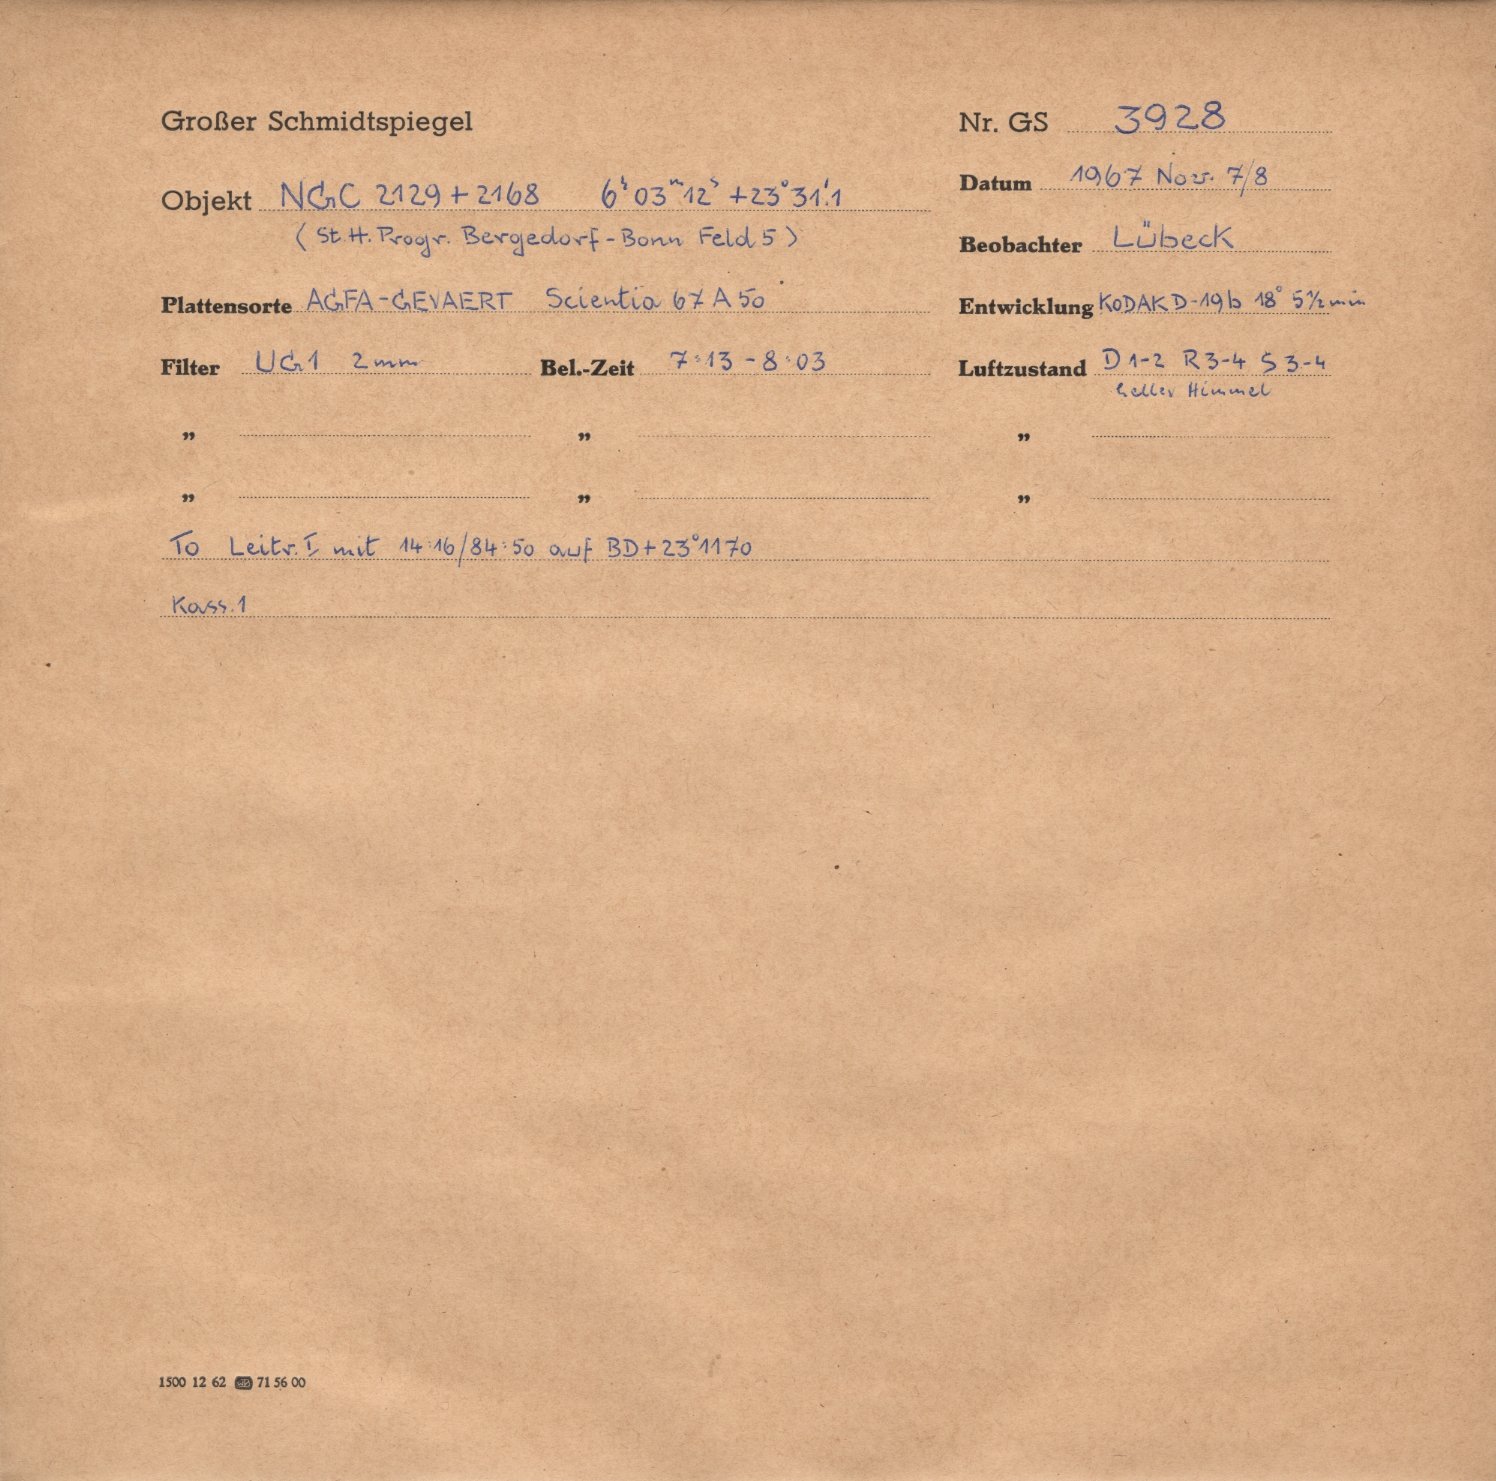 Großer Schmidtspiegel
Nr. GS 3928
Objekt NGC 2129 + 2168 6ʰ03ᵐ12ˢ +23°31!1
Datum 1967 Nov. 7/8
(St. H. Progr. Bergedorf-Bonn Feld 5)
Beobachter Lübeck
Plattensorte AGFA-GEVAERT Scientia 67 A 50
Entwicklung KODAK D-19b 18° 5½ min
Filter UG1 2mm Bel.-Zeit 7:13 - 8:03
Luftzustand D 1-2 R 3-4 S 3-4
heller Himmel
" " "
" " "
To Leitr. I mit 14:16/84:50 auf BD+23°1170
Kass. 1
1500 12 62 71 56 00